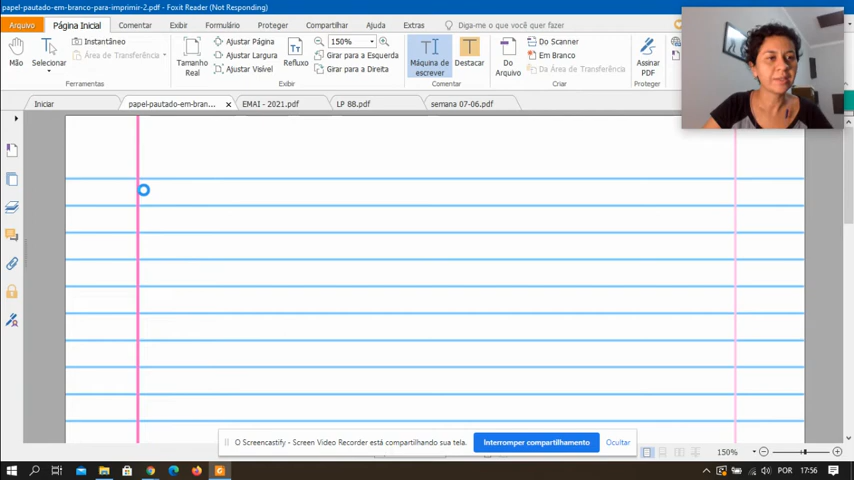 papel-pautado-em-branco-para-imprimir-2.pdf - Foxit Reader (Not Responding)
Arquivo Página Inicial Comentar Exibir Formulário Proteger Compartilhar Ajuda Extras Diga-me o que quer fazer
Mão
Selecionar
Instantâneo
Área de Transferência
Ferramentas
Tamanho Real
Ajustar Página
Ajustar Largura
Ajustar Visível
Refluxo
150%
Girar para a Esquerda
Girar para a Direita
Exibir
Máquina de escrever
Destacar
Comentar
Do Arquivo
Do Scanner
Em Branco
Da Área de Transferência
Criar
Assinar PDF
Proteger
Iniciar papel-pautado-em-bran... EMAI - 2021.pdf LP 88.pdf semana 07-06.pdf
O Screencastify - Screen Video Recorder está compartilhando sua tela. Interromper compartilhamento Ocultar
150%
POR 17:56